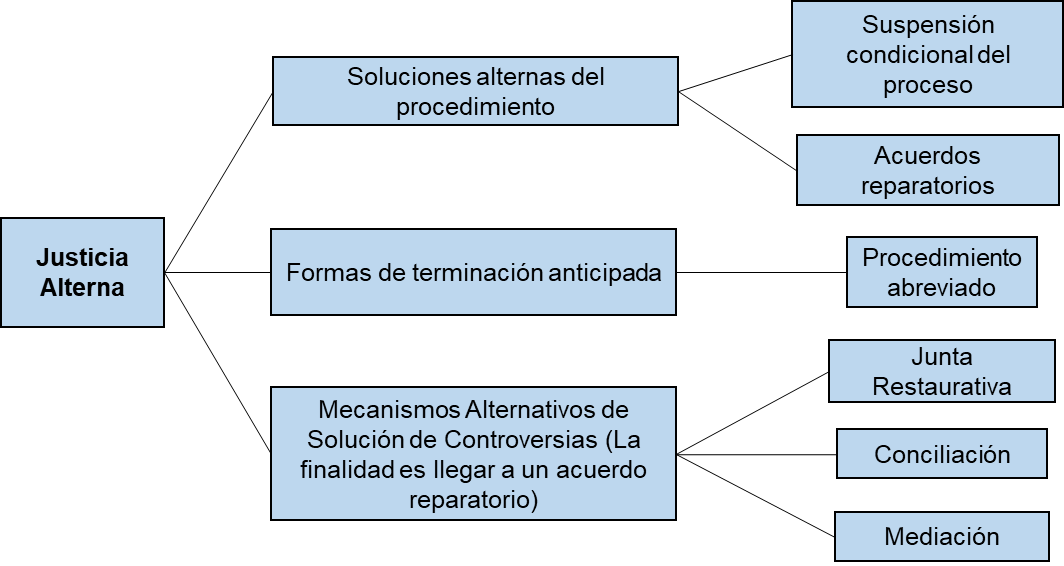 Justicia
Alterna
Soluciones alternas del
procedimiento
Suspensión
condicional del
proceso
Acuerdos
reparatorios
Formas de terminación anticipada
Procedimiento
abreviado
Mecanismos Alternativos de
Solución de Controversias (La
finalidad es llegar a un acuerdo
reparatorio)
Junta
Restaurativa
Conciliación
Mediación